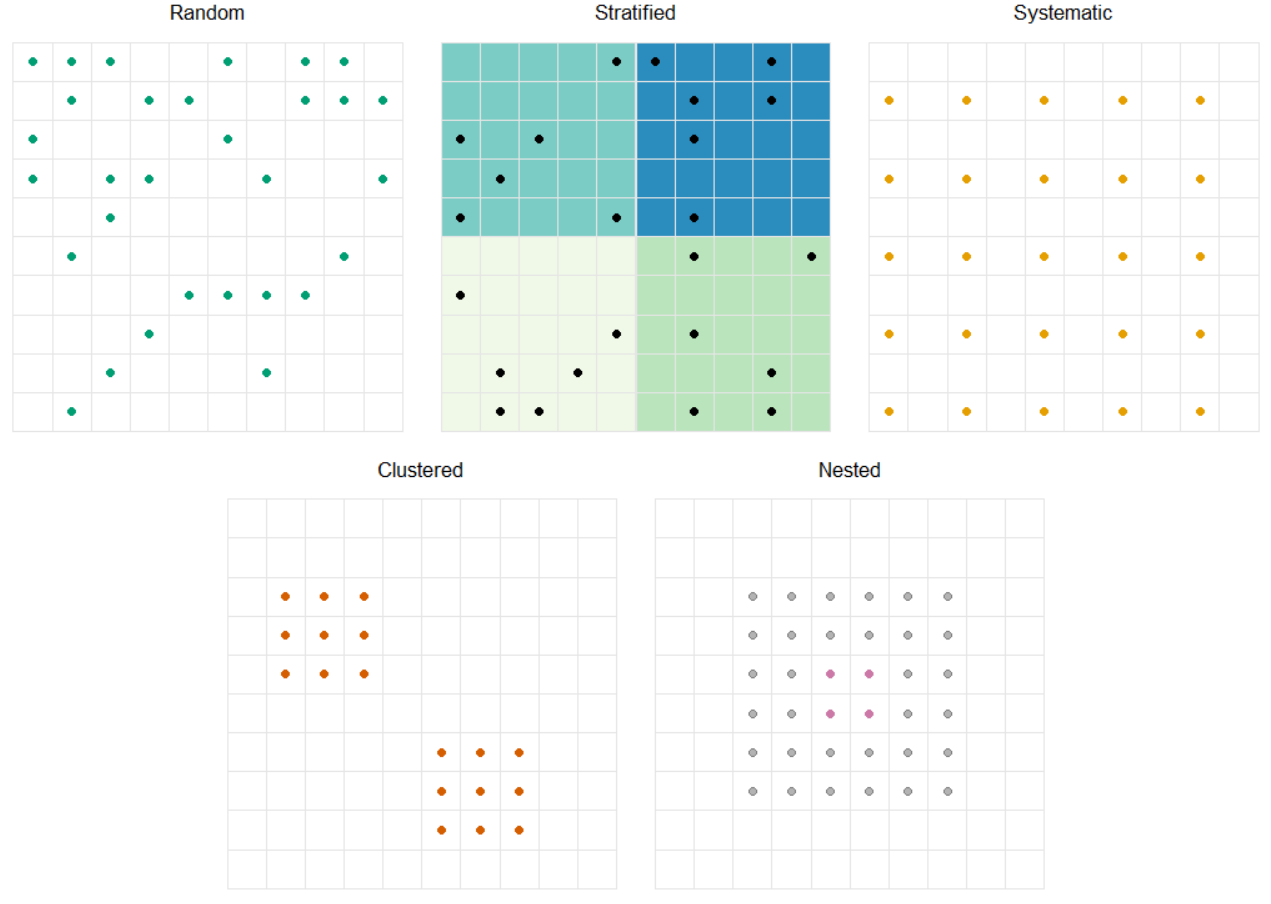 Random
Stratified
Systematic
Clustered
Nested